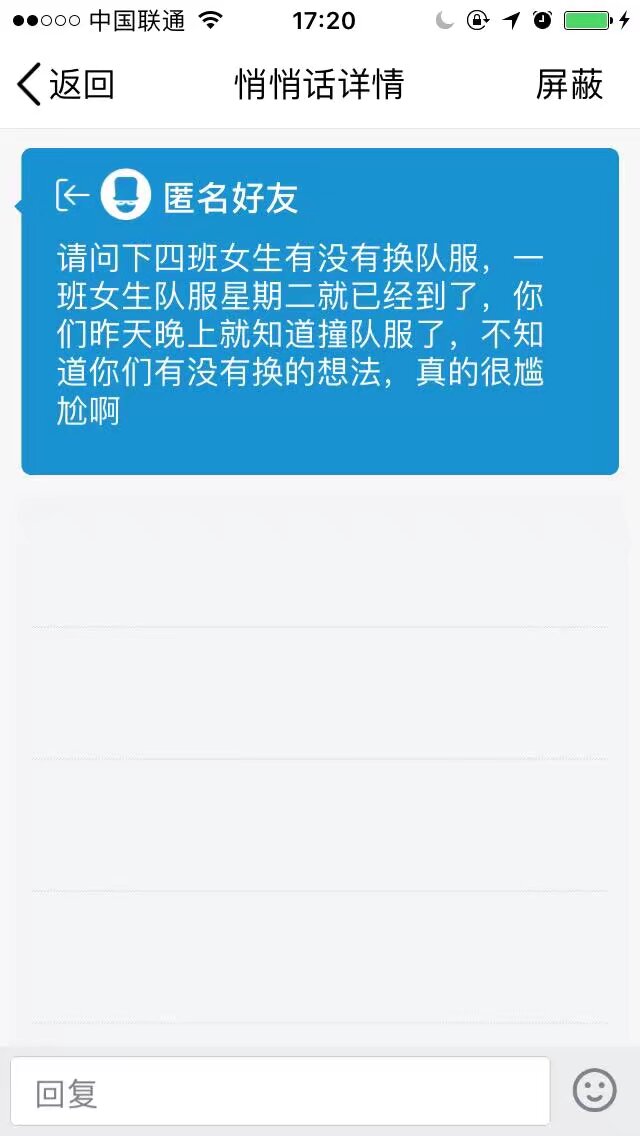 中国联通 17:20
返回 悄悄话详情 屏蔽
匿名好友
请问下四班女生有没有换队服，一
班女生队服星期二就已经到了，你
们昨天晚上就知道撞队服了，不知
道你们有没有换的想法，真的很尴
尬啊
回复